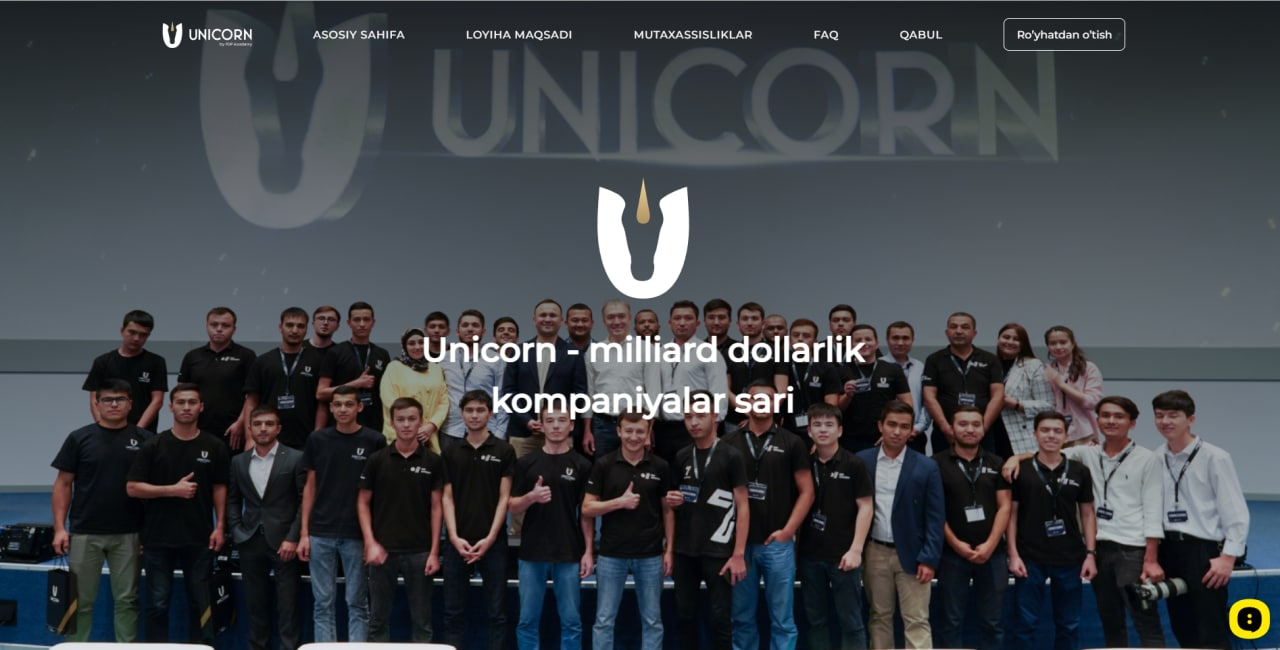 UNICORN
by PDP Academy
ASOSIY SAHIFA
LOYIHA MAQSADI
MUTAXASSISLIKLAR
FAQ
QABUL
Ro'yhatdan o'tish
UNICORN
Unicorn - milliard dollarlik
kompaniyalar sari